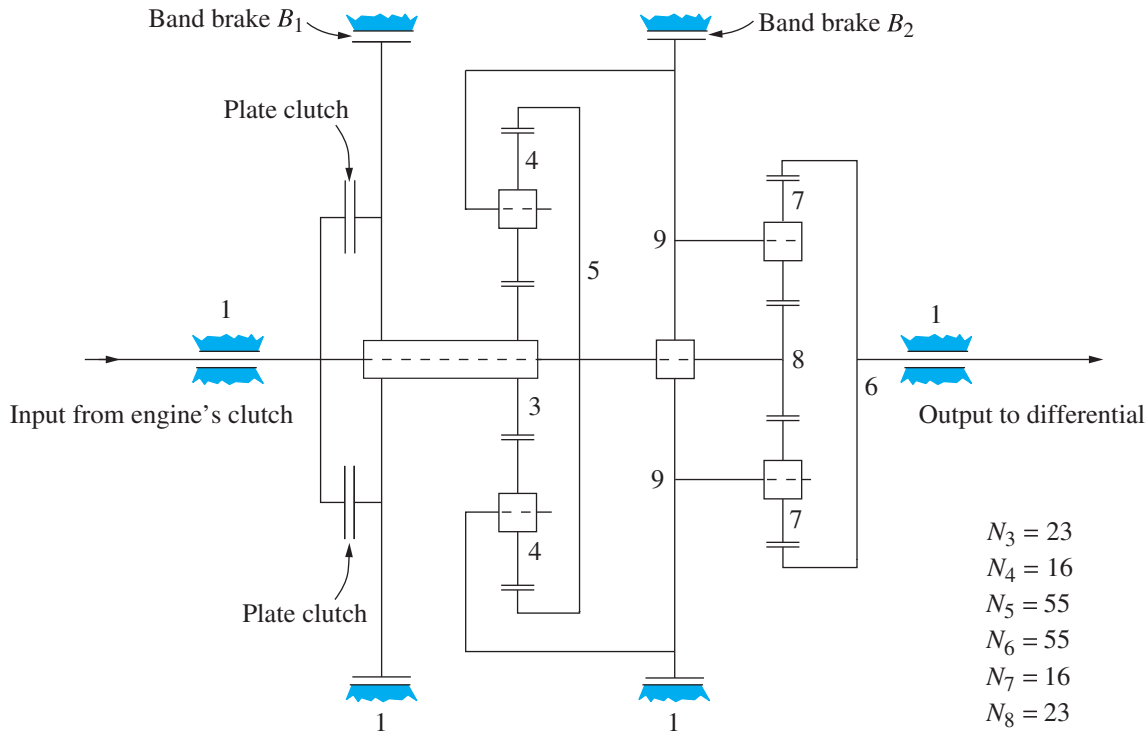 Band brake B1
Band brake B2
Plate clutch
4
7
9
5
1
1
8
6
3
Input from engine's clutch
Output to differential
9
7
4
Plate clutch
N3 = 23
N4 = 16
N5 = 55
N6 = 55
N7 = 16
N8 = 23
1
1